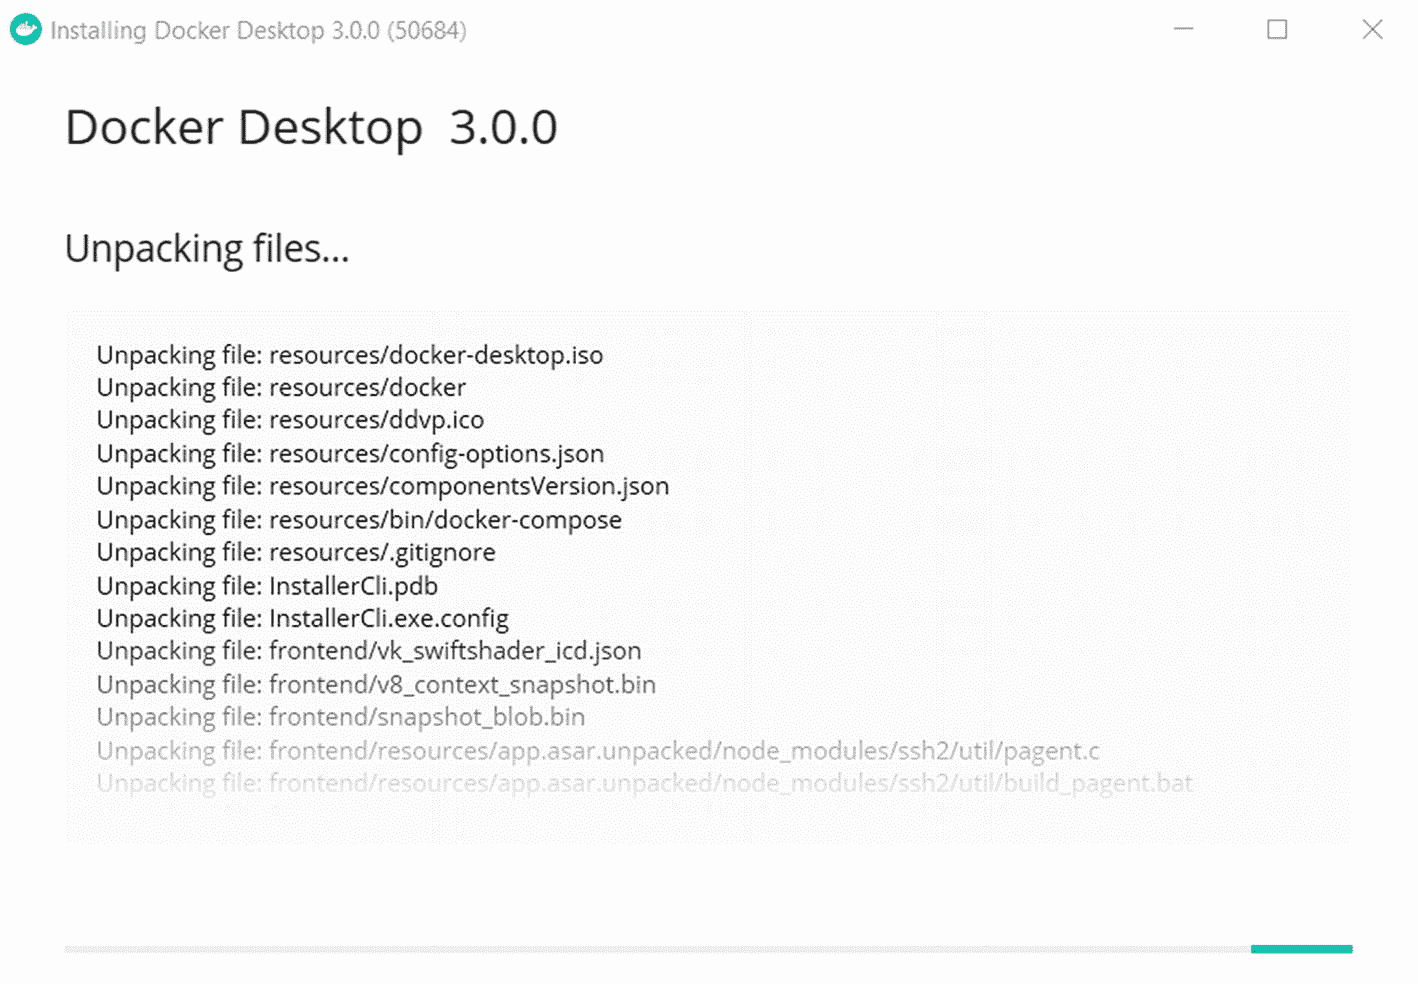 Installing Docker Desktop 3.0.0 (50684)
Docker Desktop 3.0.0
Unpacking files...
Unpacking file: resources/docker-desktop.iso
Unpacking file: resources/docker
Unpacking file: resources/ddvp.ico
Unpacking file: resources/config-options.json
Unpacking file: resources/componentsVersion.json
Unpacking file: resources/bin/docker-compose
Unpacking file: resources/.gitignore
Unpacking file: InstallerCli.pdb
Unpacking file: InstallerCli.exe.config
Unpacking file: frontend/vk_swiftshader_icd.json
Unpacking file: frontend/v8_context_snapshot.bin
Unpacking file: frontend/snapshot_blob.bin
Unpacking file: frontend/resources/app.asar.unpacked/node_modules/ssh2/util/pagent.c
Unpacking file: frontend/resources/app.asar.unpacked/node_modules/ssh2/util/build_pagent.bat